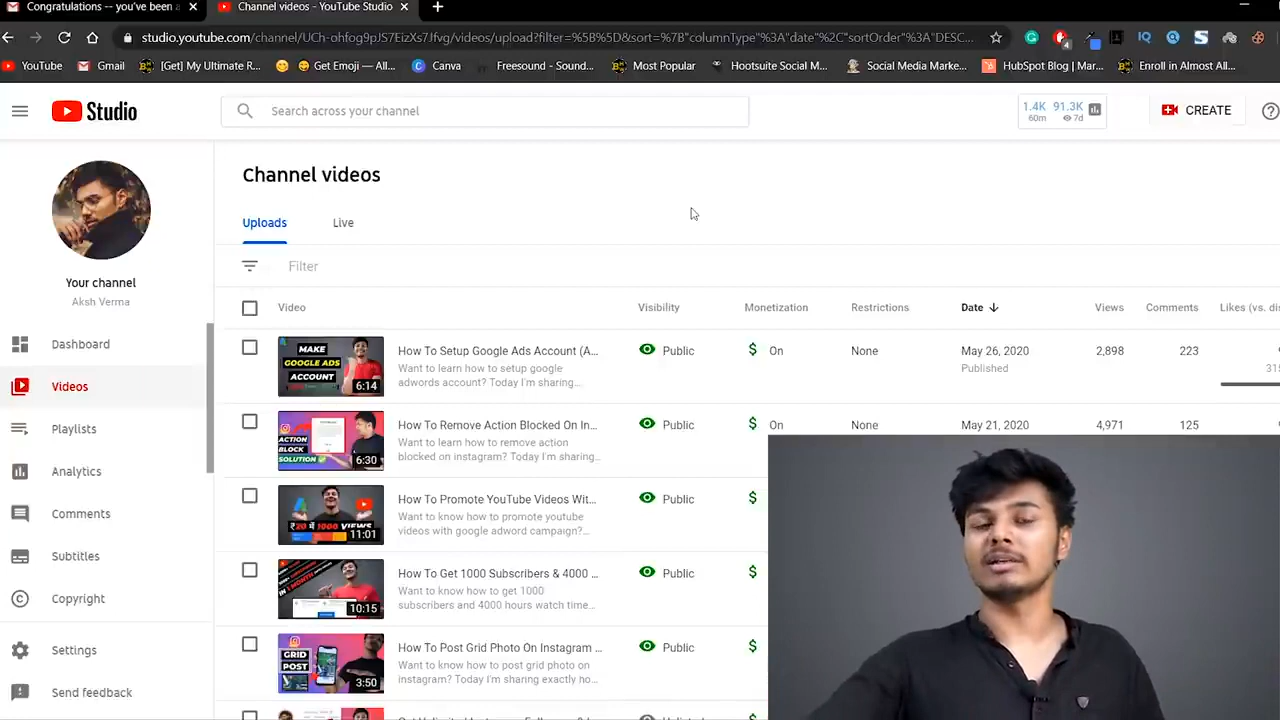 Congratulations -- you've been a
Channel videos - YouTube Studio
studio.youtube.com/channel/UCh-ohfog9pJS7EizXs7Jfvg/videos/upload?filter=%5B%5D&sort=%7B"columnType"%3A"date"%2C"sortOrder"%3A"DESC...
YouTube
Gmail
[Get] My Ultimate R...
Get Emoji — All...
Canva
Freesound - Soun...
Most Popular
Hootsuite Social M...
Social Media Marke...
HubSpot Blog | Mar...
Enroll in Almost All...
Studio
Search across your channel
1.4K 91.3K
60m 7d
CREATE
Channel videos
Uploads Live
Filter
Your channel
Aksh Verma
Dashboard
Videos
Playlists
Analytics
Comments
Subtitles
Copyright
Settings
Send feedback
Video Visibility Monetization Restrictions Date Views Comments Likes (vs. dis
MAKE
GOOGLE ADS
ACCOUNT
6:14
How To Setup Google Ads Account (A...
Want to learn how to setup google
adwords account? Today I'm sharing...
Public On None May 26, 2020 2,898 223
Published
315
ACTION
BLOCK
SOLUTION
6:30
How To Remove Action Blocked On In...
Want to learn how to remove action
blocked on instagram? Today I'm sharing...
Public On None May 21, 2020 4,971 125
₹20 में 1000 VIEWS
11:01
How To Promote YouTube Videos Wit...
Want to know how to promote youtube
videos with google adword campaign?...
Public
10:15
How To Get 1000 Subscribers & 4000 ...
Want to know how to get 1000
subscribers and 4000 hours watch time...
Public
GRID
POST
3:50
How To Post Grid Photo On Instagram ...
Want to know how to post grid photo on
instagram? Today I'm sharing exactly ho...
Public